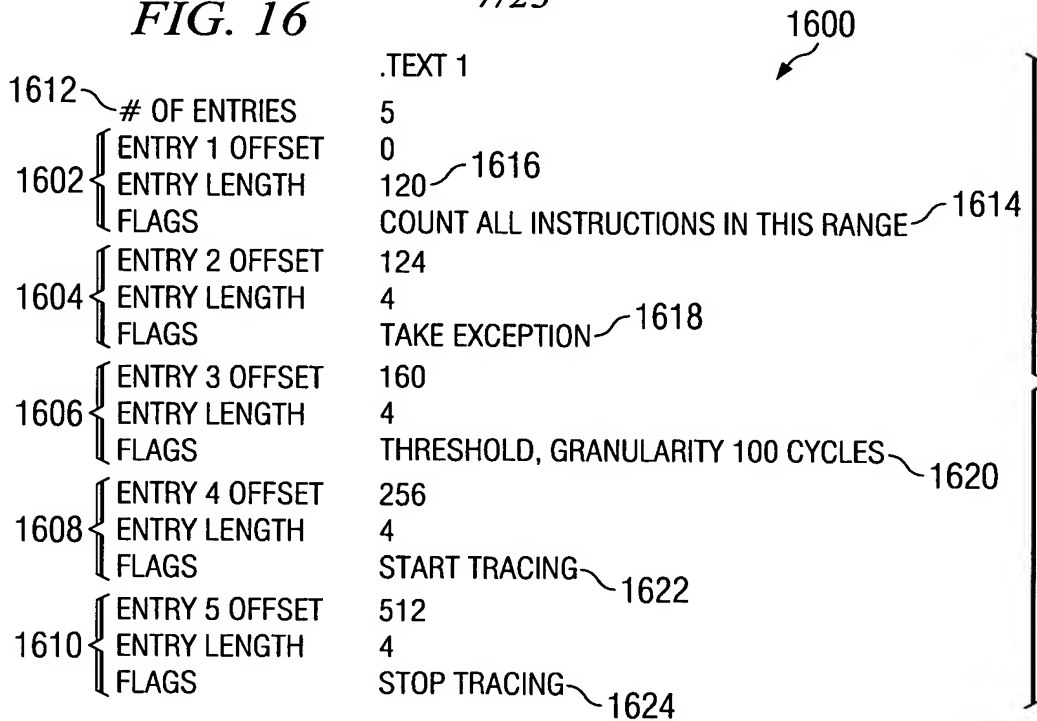 FIG. 16
1600
.TEXT 1
1612 # OF ENTRIES 5
ENTRY 1 OFFSET 0
1602 ENTRY LENGTH 120 1616
FLAGS COUNT ALL INSTRUCTIONS IN THIS RANGE 1614
ENTRY 2 OFFSET 124
1604 ENTRY LENGTH 4
FLAGS TAKE EXCEPTION 1618
ENTRY 3 OFFSET 160
1606 ENTRY LENGTH 4
FLAGS THRESHOLD, GRANULARITY 100 CYCLES 1620
ENTRY 4 OFFSET 256
1608 ENTRY LENGTH 4
FLAGS START TRACING 1622
ENTRY 5 OFFSET 512
1610 ENTRY LENGTH 4
FLAGS STOP TRACING 1624